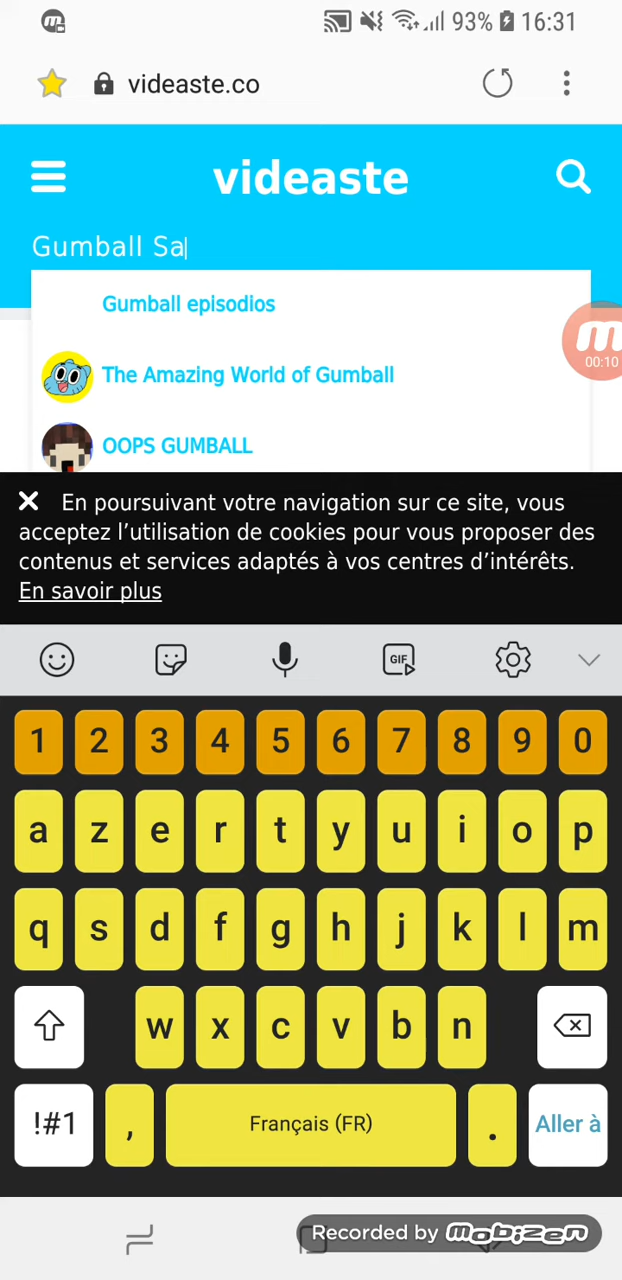 93% 16:31
videaste.co
videaste
Gumball Sa
Gumball episodios
00:10
The Amazing World of Gumball
OOPS GUMBALL
En poursuivant votre navigation sur ce site, vous
acceptez l’utilisation de cookies pour vous proposer des
contenus et services adaptés à vos centres d’intérêts.
En savoir plus
GIF
1 2 3 4 5 6 7 8 9 0
a z e r t y u i o p
q s d f g h j k l m
w x c v b n
!#1 , Français (FR) . Aller à
Recorded by mobizen